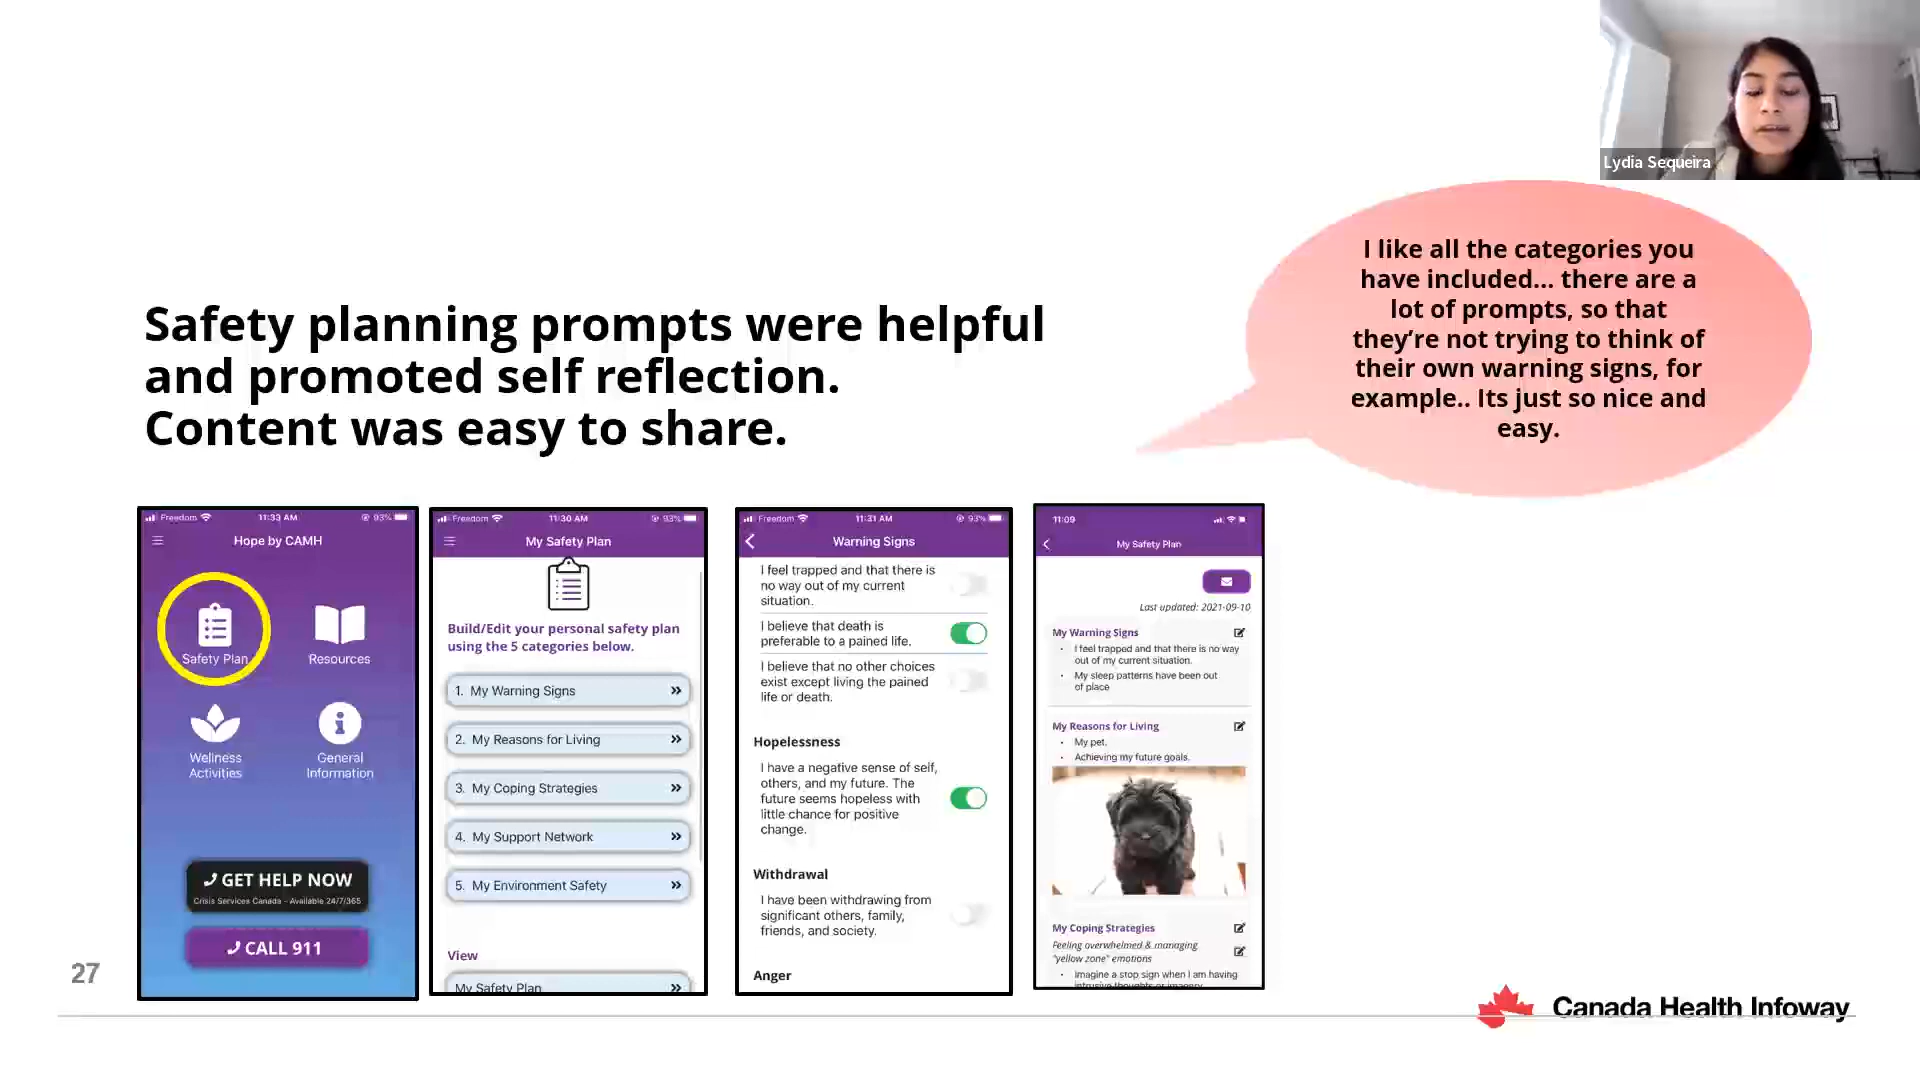 Lydia Sequeira
I like all the categories you
have included... there are a
lot of prompts, so that
they’re not trying to think of
their own warning signs, for
example.. Its just so nice and
easy.
Safety planning prompts were helpful
and promoted self reflection.
Content was easy to share.
Freedom 11:33 AM 93%
Hope by CAMH
Safety Plan
Resources
Wellness
Activities
General
Information
GET HELP NOW
Crisis Services Canada - Available 24/7/365
CALL 911
Freedom 11:30 AM 93%
My Safety Plan
Build/Edit your personal safety plan
using the 5 categories below.
1. My Warning Signs
2. My Reasons for Living
3. My Coping Strategies
4. My Support Network
5. My Environment Safety
View
My Safety Plan
Freedom 11:31 AM 93%
Warning Signs
I feel trapped and that there is
no way out of my current
situation.
I believe that death is
preferable to a pained life.
I believe that no other choices
exist except living the pained
life or death.
Hopelessness
I have a negative sense of self,
others, and my future. The
future seems hopeless with
little chance for positive
change.
Withdrawal
I have been withdrawing from
significant others, family,
friends, and society.
Anger
11:09
My Safety Plan
Last updated: 2021-09-10
My Warning Signs
• I feel trapped and that there is no way
out of my current situation.
• My sleep patterns have been out
of place
My Reasons for Living
• My pet.
• Achieving my future goals.
My Coping Strategies
Feeling overwhelmed & managing
"yellow zone" emotions
• Imagine a stop sign when I am having
intrusive thoughts or imagery
27
Canada Health Infoway